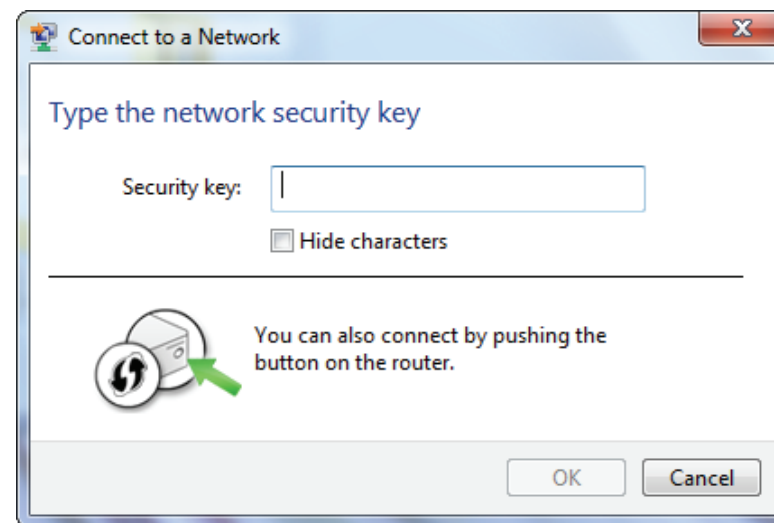 Connect to a Network
Type the network security key
Security key:
Hide characters
You can also connect by pushing the
button on the router.
OK Cancel